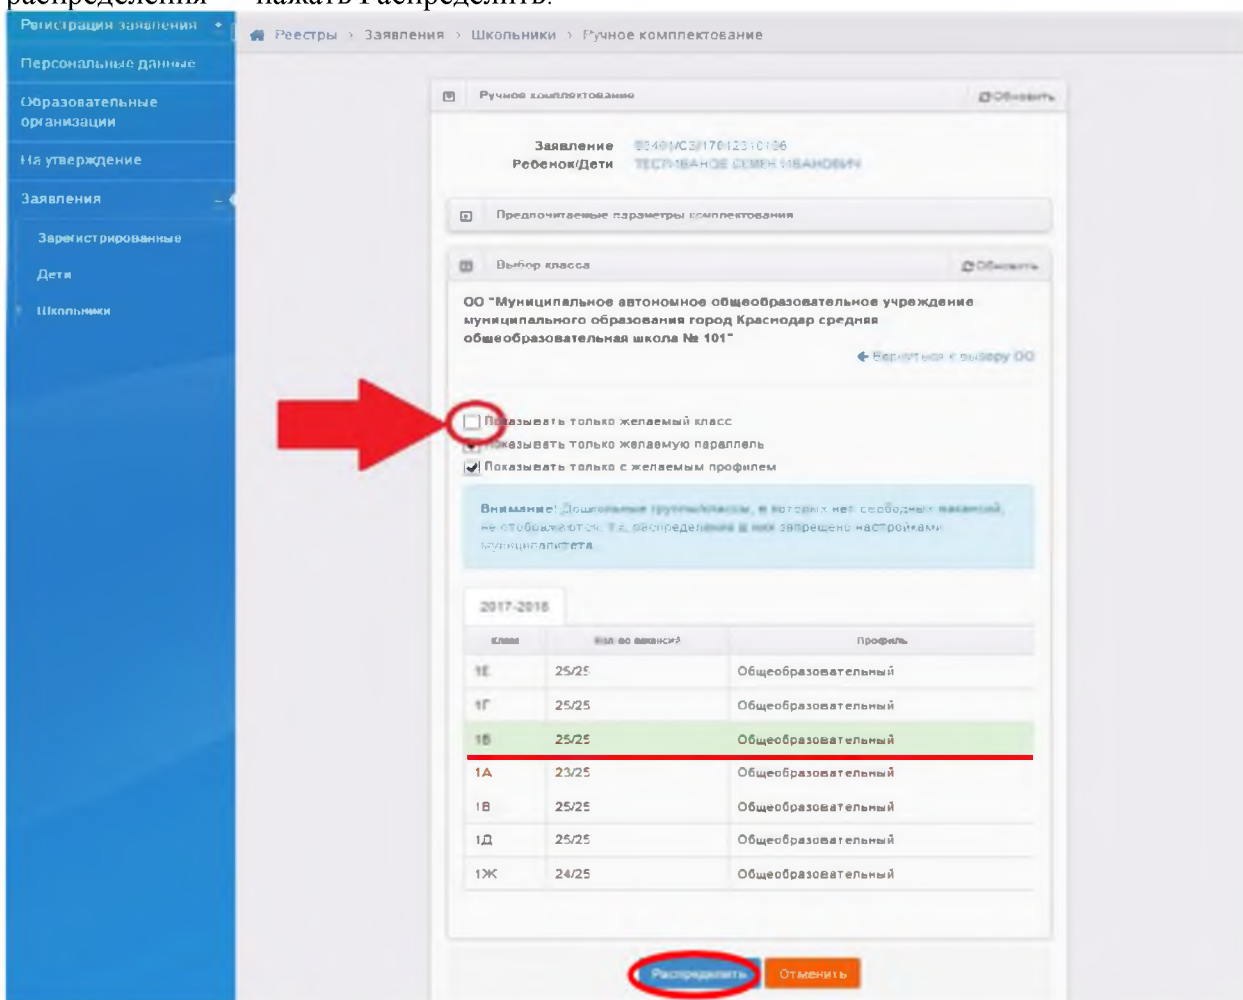 распределения нажать Распределить.
Регистрация заявления +
Реестры > Заявления > Школьники > Ручное комплектование
Персональные данные
Образовательные
организации
На утверждение
Заявления
Зарегистрированные
Дети
Школьники
Ручное комплектование
Обновить
Заявление
Ребенок/Дети
Предпочитаемые параметры комплектования
Выбор класса
Обновить
ОО "Муниципальное автономное общеобразовательное учреждение
муниципального образования город Краснодар средняя
общеобразовательная школа № 101"
Вернуться к выбору ОО
Показывать только желаемый класс
Показывать только желаемую параллель
Показывать только с желаемым профилем
Внимание! Дошкольные группы/классы, в которых нет свободных вакансий,
не отображаются, т.к. распределение в них запрещено настройками
муниципалитета.
2017-2018
Класс Кол-во вакансий Профиль
1Е 25/25 Общеобразовательный
1Г 25/25 Общеобразовательный
1Б 25/25 Общеобразовательный
1А 23/25 Общеобразовательный
1В 25/25 Общеобразовательный
1Д 25/25 Общеобразовательный
1Ж 24/25 Общеобразовательный
Распределить Отменить